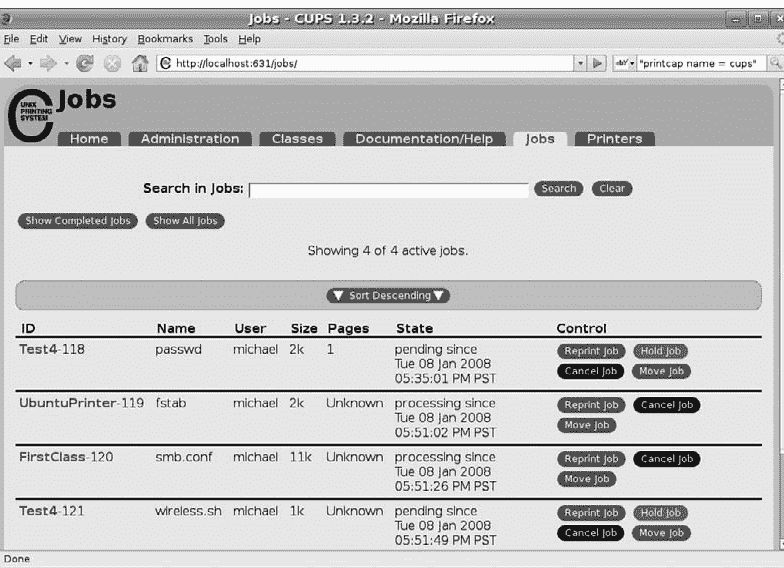 Jobs - CUPS 1.3.2 - Mozilla Firefox
File Edit View History Bookmarks Tools Help
http://localhost:631/jobs/ "printcap name = cups"
UNIX PRINTING SYSTEM
Jobs
Home Administration Classes Documentation/Help Jobs Printers
Search in Jobs: Search Clear
Show Completed Jobs Show All Jobs
Showing 4 of 4 active jobs.
▼ Sort Descending ▼
ID Name User Size Pages State Control
Test4-118 passwd michael 2k 1 pending since Reprint Job Hold Job
Tue 08 Jan 2008 Cancel Job Move Job
05:35:01 PM PST
UbuntuPrinter-119 fstab michael 2k Unknown processing since Reprint Job Cancel Job
Tue 08 Jan 2008 Move Job
05:51:02 PM PST
FirstClass-120 smb.conf michael 11k Unknown processing since Reprint Job Cancel Job
Tue 08 Jan 2008 Move Job
05:51:26 PM PST
Test4-121 wireless.sh michael 1k Unknown pending since Reprint Job Hold Job
Tue 08 Jan 2008 Cancel Job Move Job
05:51:49 PM PST
Done